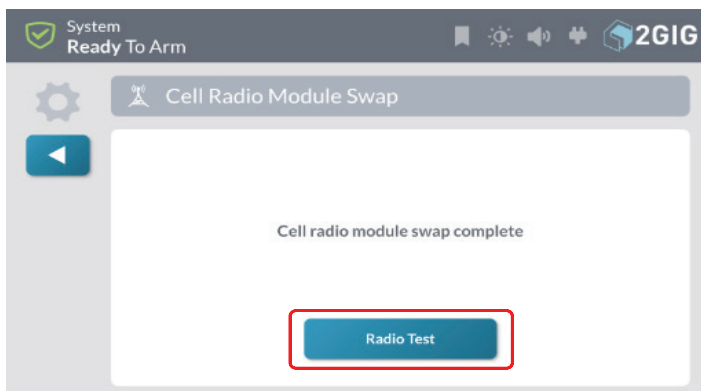 System
Ready To Arm
2GIG
Cell Radio Module Swap
Cell radio module swap complete
Radio Test